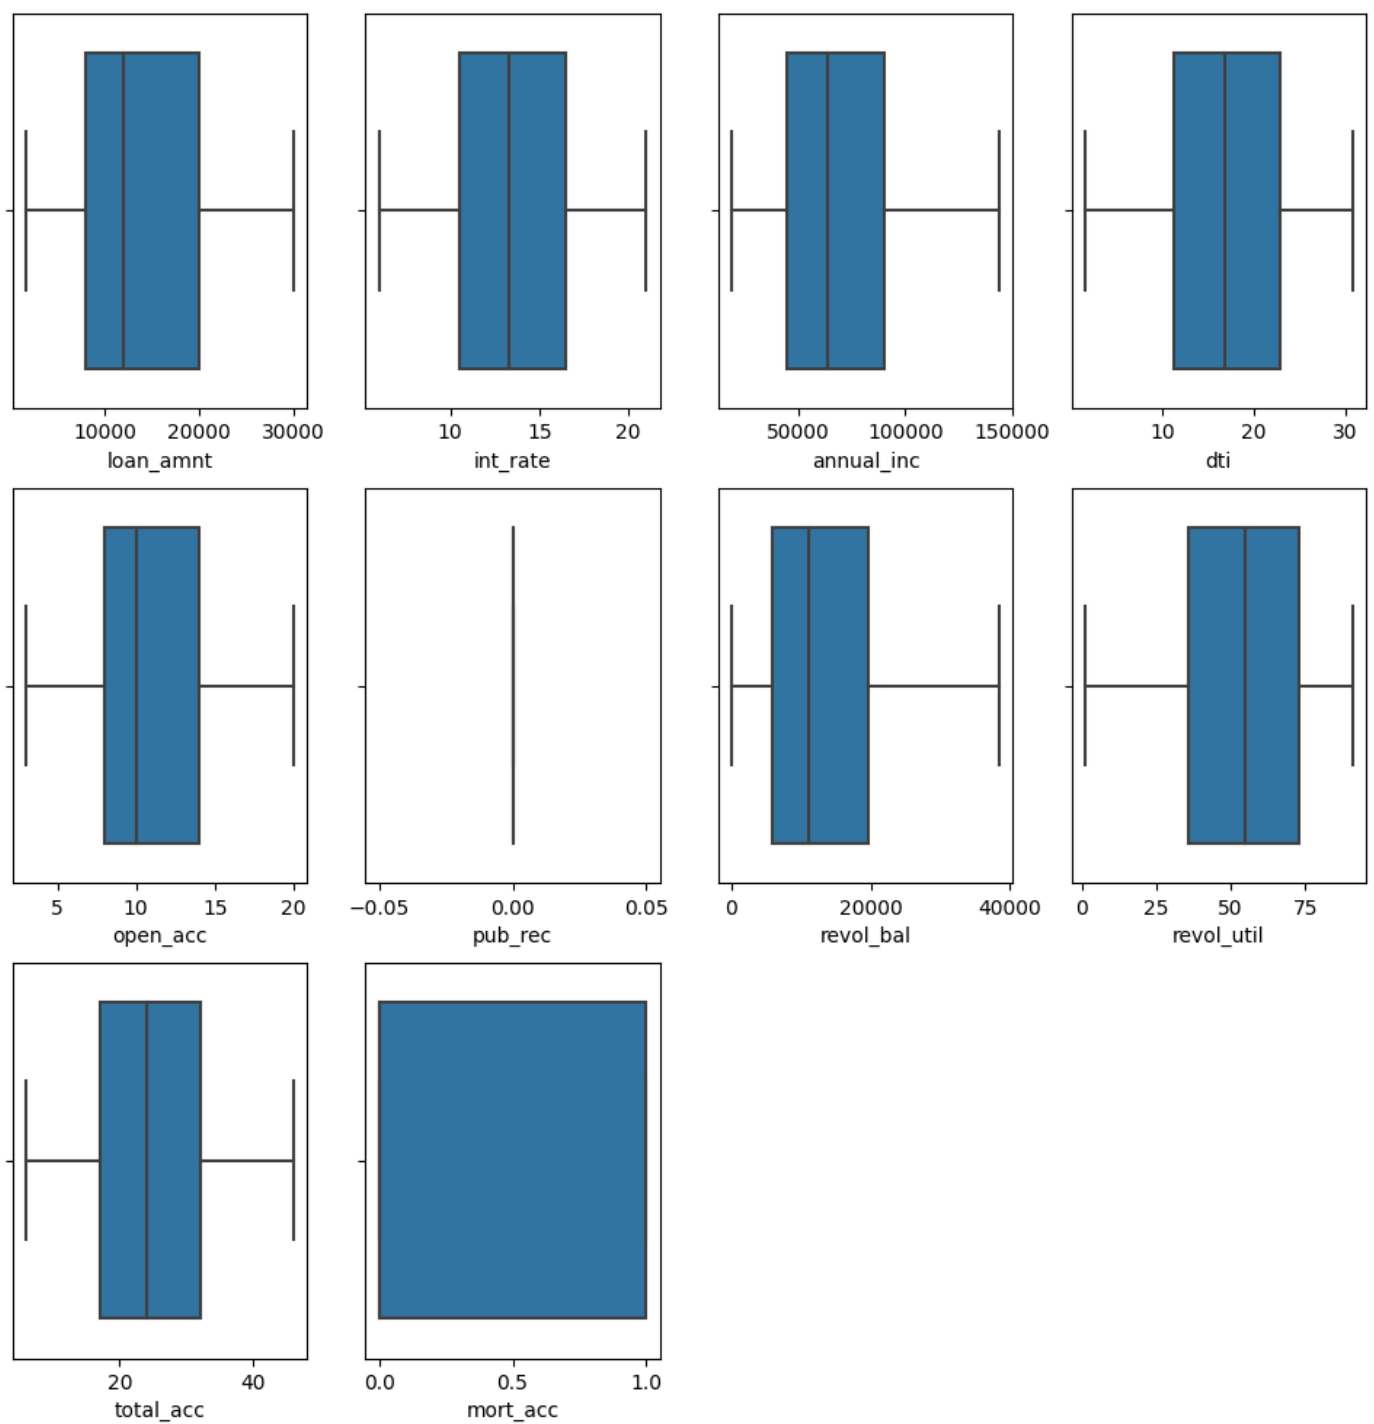 10000 20000 30000
loan_amnt
10 15 20
int_rate
50000 100000 150000
annual_inc
10 20 30
dti
5 10 15 20
open_acc
−0.05 0.00 0.05
pub_rec
0 20000 40000
revol_bal
0 25 50 75
revol_util
20 40
total_acc
0.0 0.5 1.0
mort_acc